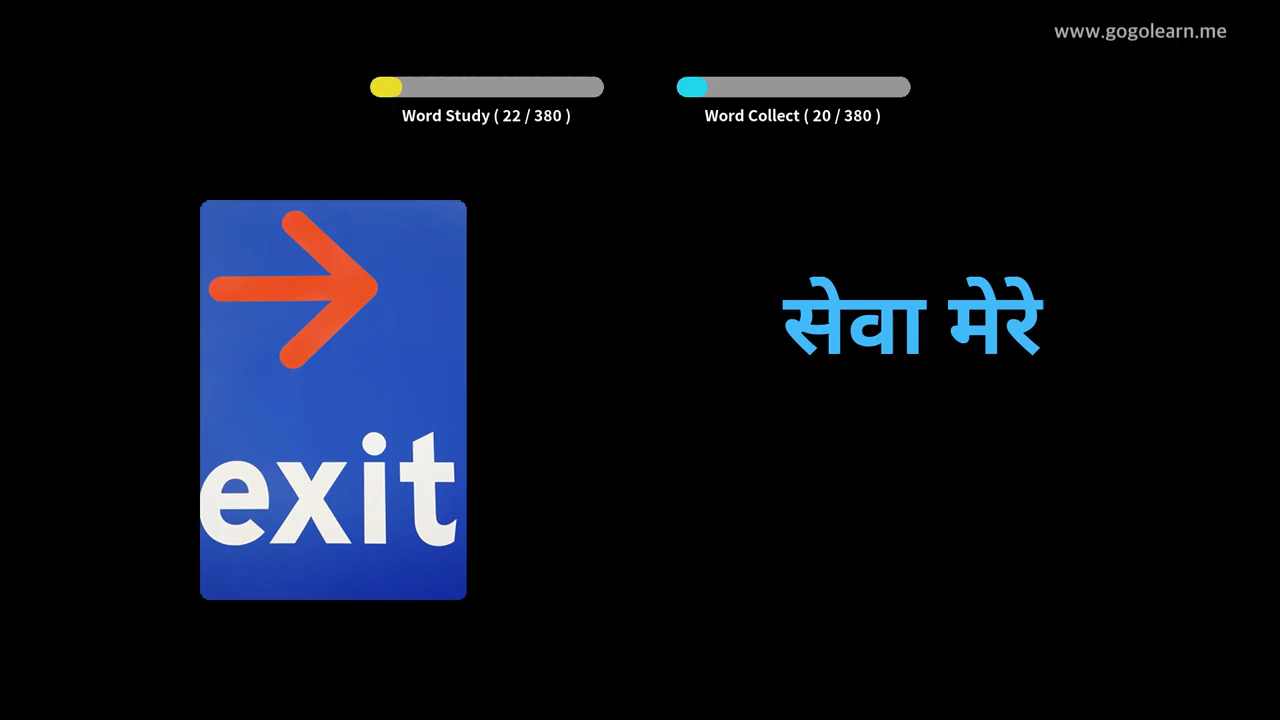 www.gogolearn.me
Word Study ( 22 / 380 )
Word Collect ( 20 / 380 )
exit
सेवा मेरे